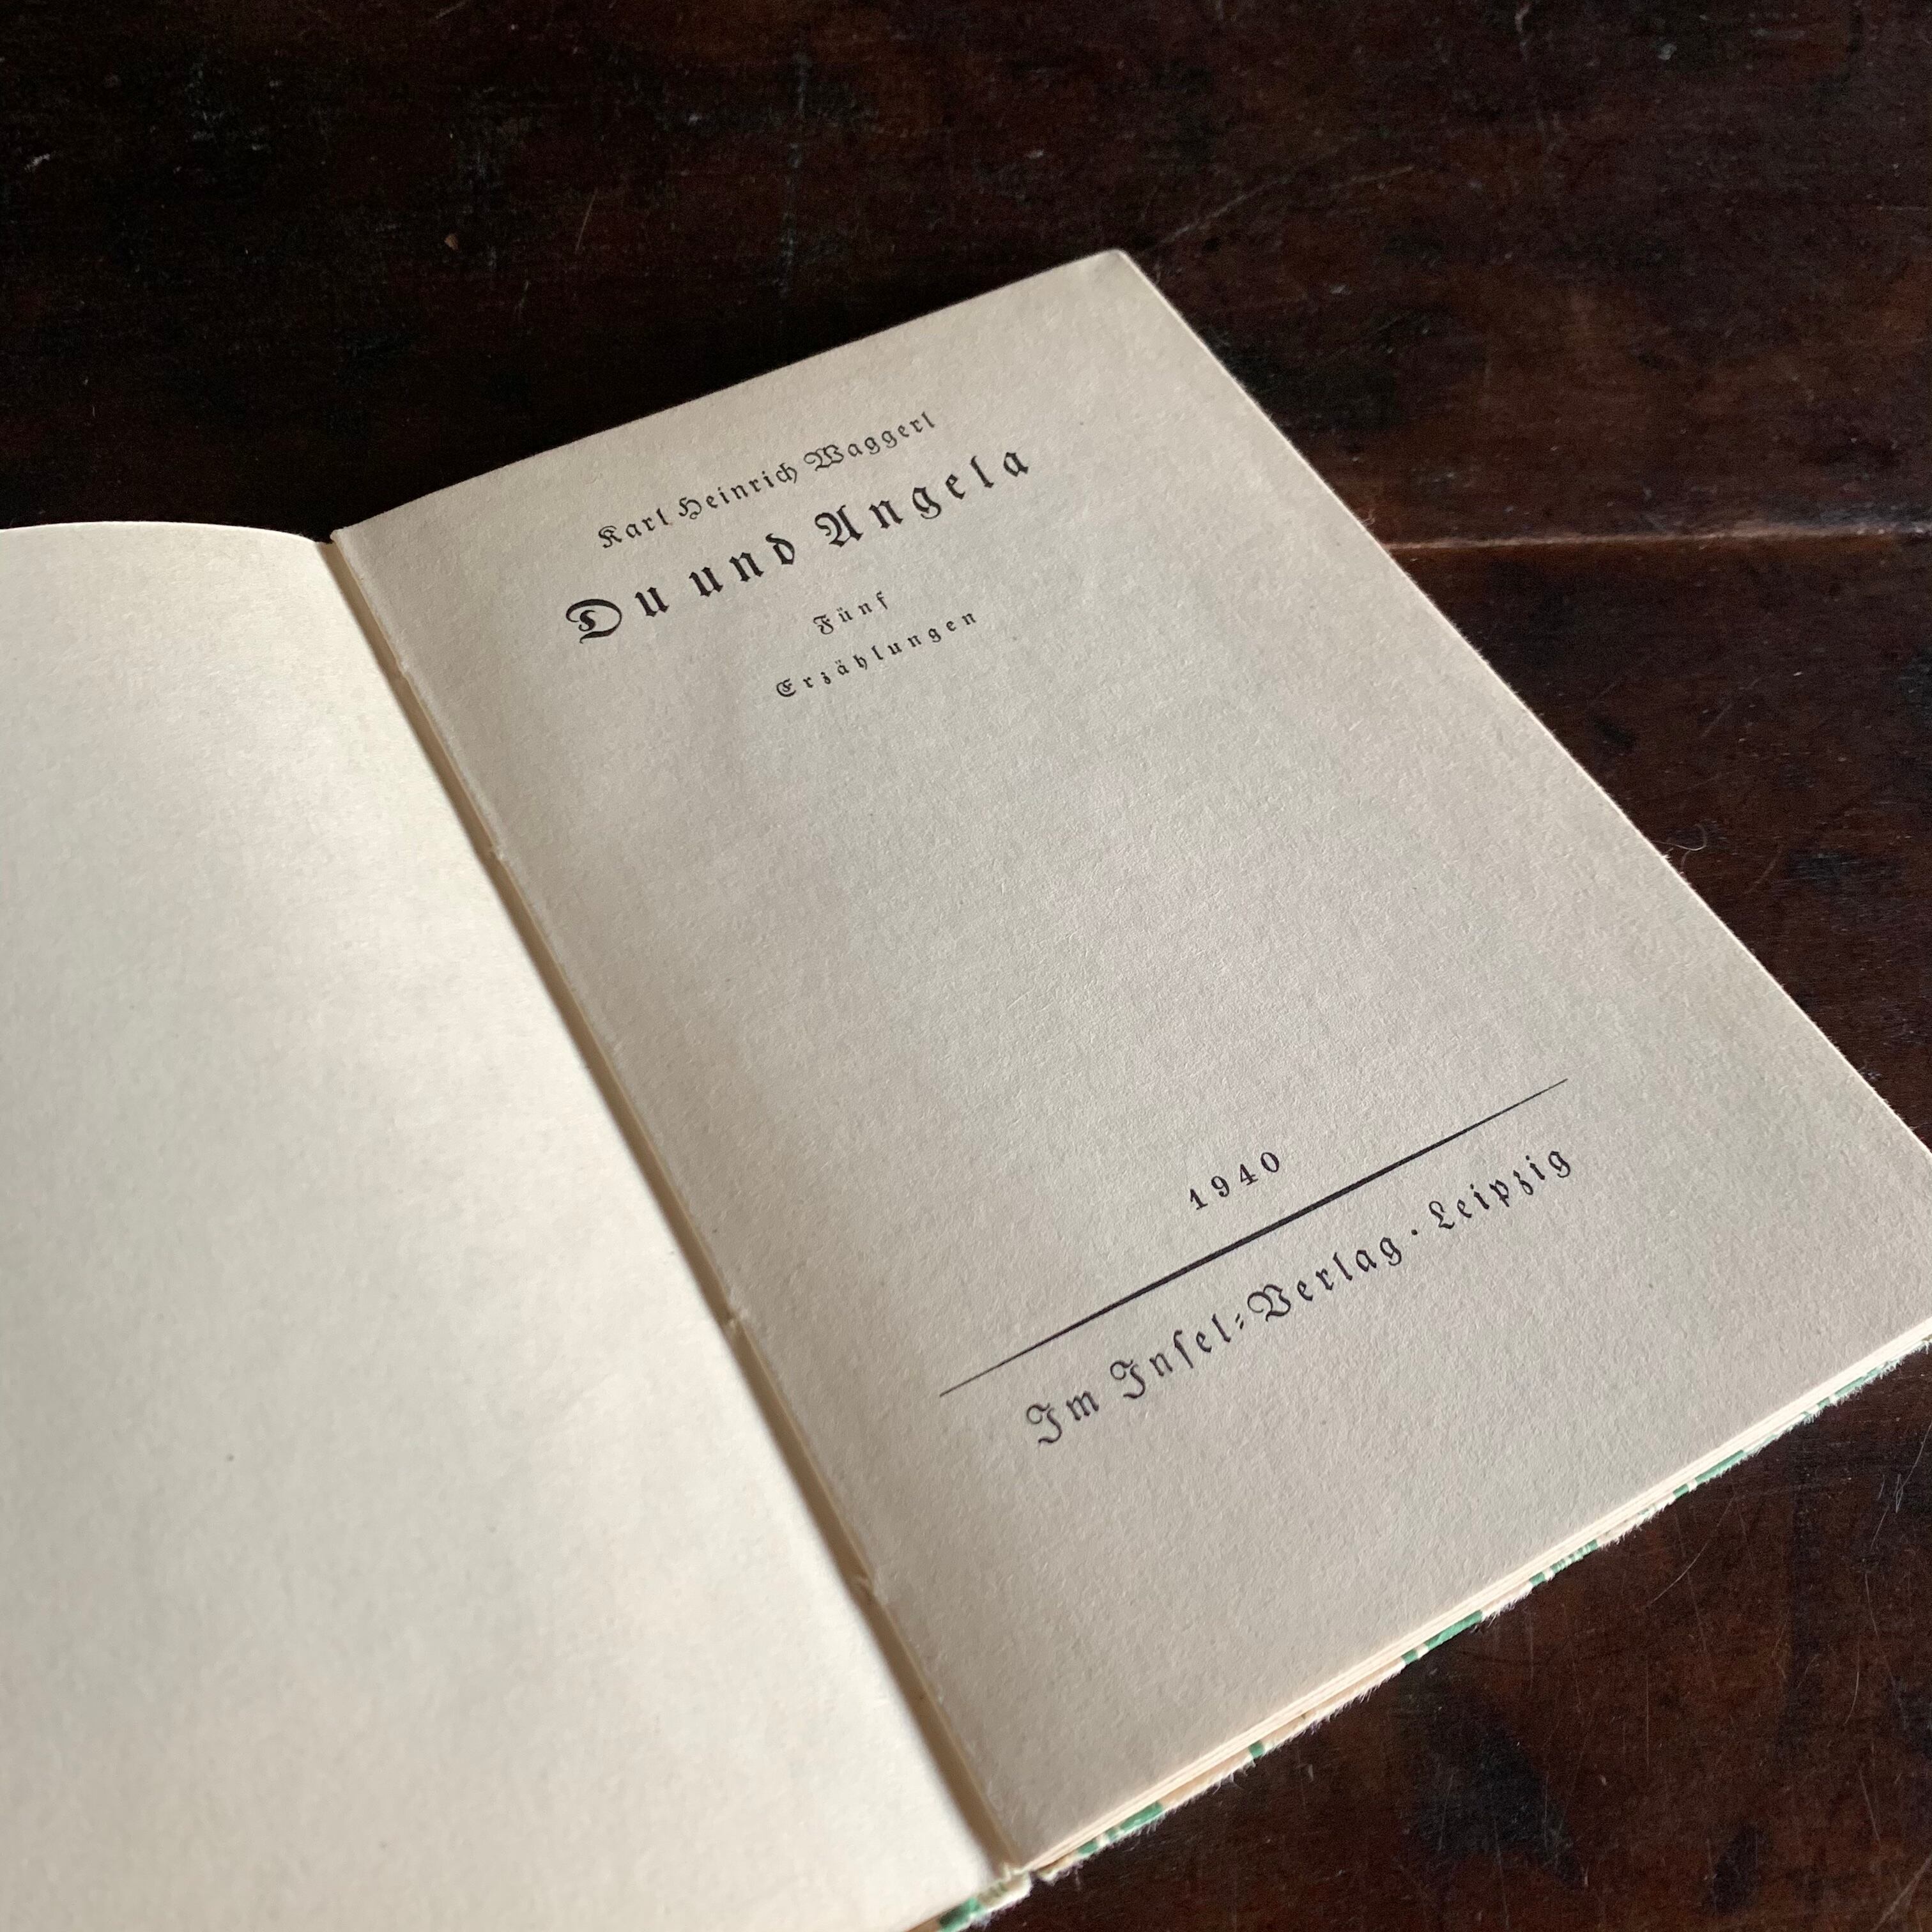 Karl Heinrich Waggerl
Du und Angela
Fünf
Erzählungen
1940
Im Inſel-Verlag · Leipzig